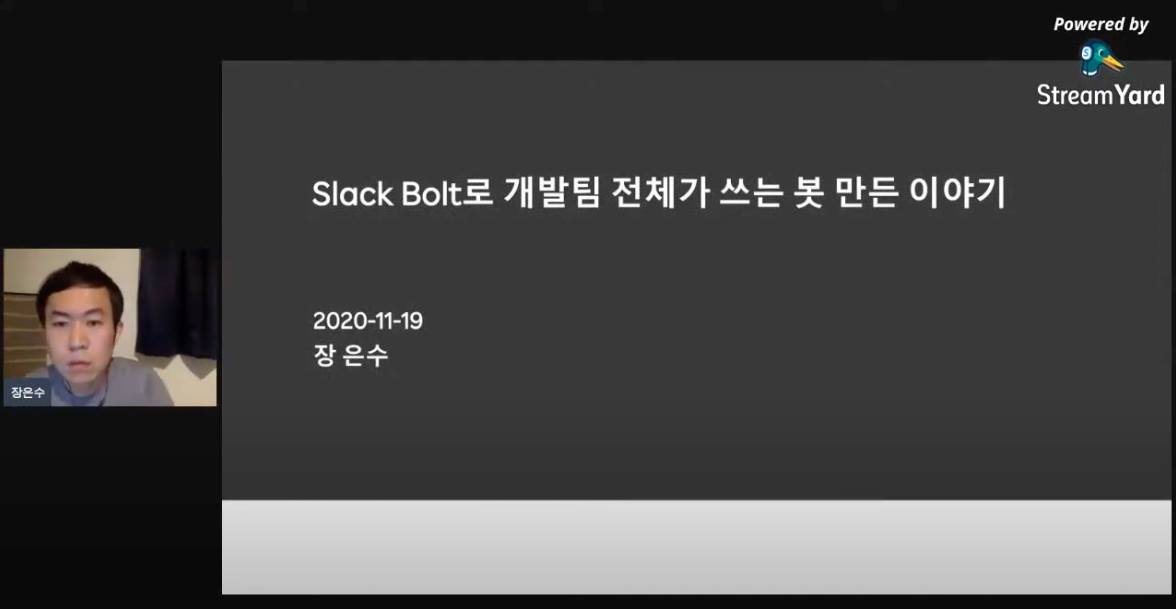 Powered by
StreamYard
Slack Bolt로 개발팀 전체가 쓰는 봇 만든 이야기
2020-11-19
장 은수
장은수